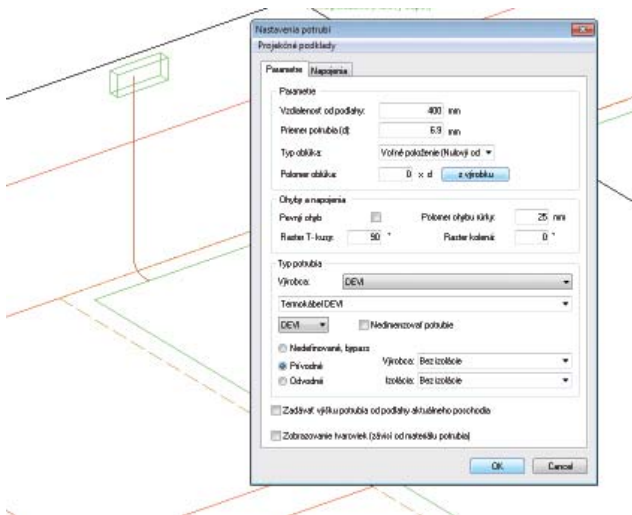 Nastavenia potrubí
Projekčné podklady
Parametre Napojenia
Parametre
Vzdialenosť od podlahy: 400 mm
Priemer potrubia (d): 6.9 mm
Typ oblúka: Voľné položenie (Nulový od
Polomer oblúka: 0 x d z výrobku
Ohyby a napojenia
Pevný ohyb Polomer ohybu rúrky: 25 mm
Raster T- kusy: 90 ° Raster kolená: 0 °
Typ potrubia
Výrobca: DEVI
Termokábel DEVI
DEVI Nedimenzovať potrubie
Nedefinované, bypass
Prívodné Výrobca: Bez izolácie
Odvodné Izolácia: Bez izolácie
Zadávať výšku potrubia od podlahy aktuálneho poschodia
Zobrazovanie tvaroviek (závisí od materiálu potrubia)
OK Cancel